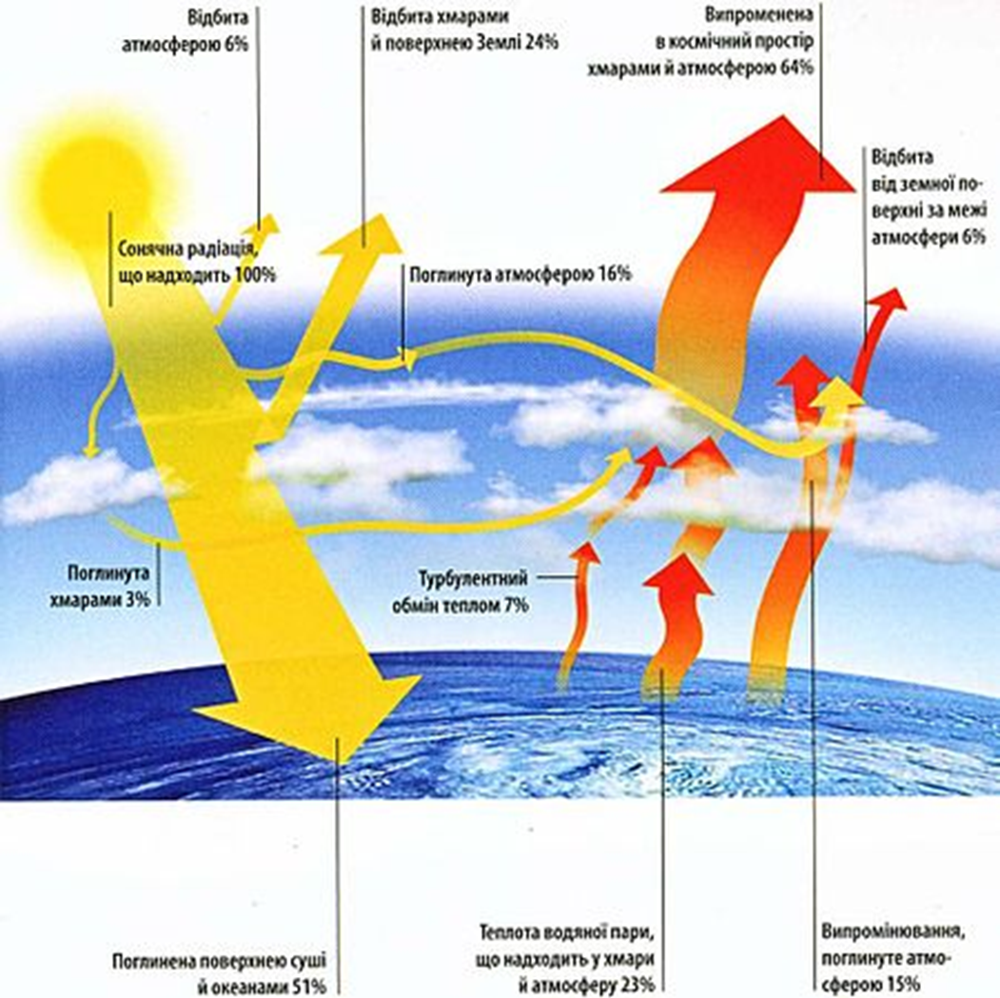 Відбита
атмосферою 6%
Відбита хмарами
й поверхнею Землі 24%
Випроменена
в космічний простір
хмарами й атмосферою 64%
Відбита
від земної по-
верхні за межі
атмосфери 6%
Сонячна радіація,
що надходить 100%
Поглинута атмосферою 16%
Поглинута
хмарами 3%
Турбулентний
обмін теплом 7%
Поглинена поверхнею суші
й океанами 51%
Теплота водяної пари,
що надходить у хмари
й атмосферу 23%
Випромінювання,
поглинуте атмо-
сферою 15%